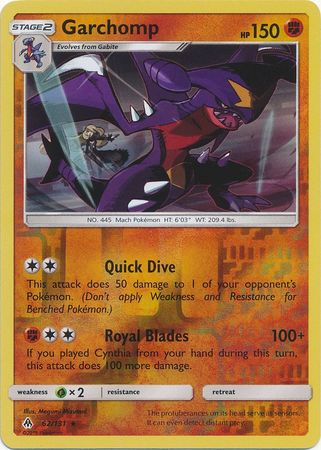 STAGE2
Garchomp
HP 150
Evolves from Gabite
NO. 445 Mach Pokémon HT: 6'03" WT: 209.4 lbs.
Quick Dive
This attack does 50 damage to 1 of your opponent's
Pokémon. (Don't apply Weakness and Resistance for
Benched Pokémon.)
Royal Blades 100+
If you played Cynthia from your hand during this turn,
this attack does 100 more damage.
weakness × 2 resistance retreat
Illus. Megumi Mizutani
62/131 ★
The protuberances on its head serve as sensors.
It can even detect distant prey.